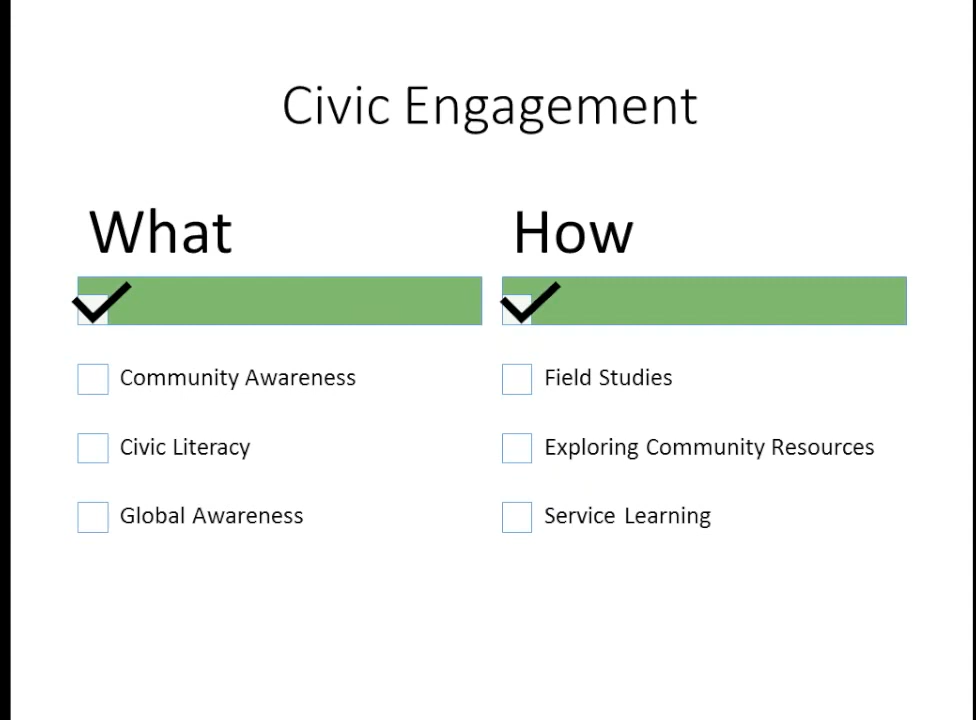 Civic Engagement
What
Community Awareness
Civic Literacy
Global Awareness
How
Field Studies
Exploring Community Resources
Service Learning